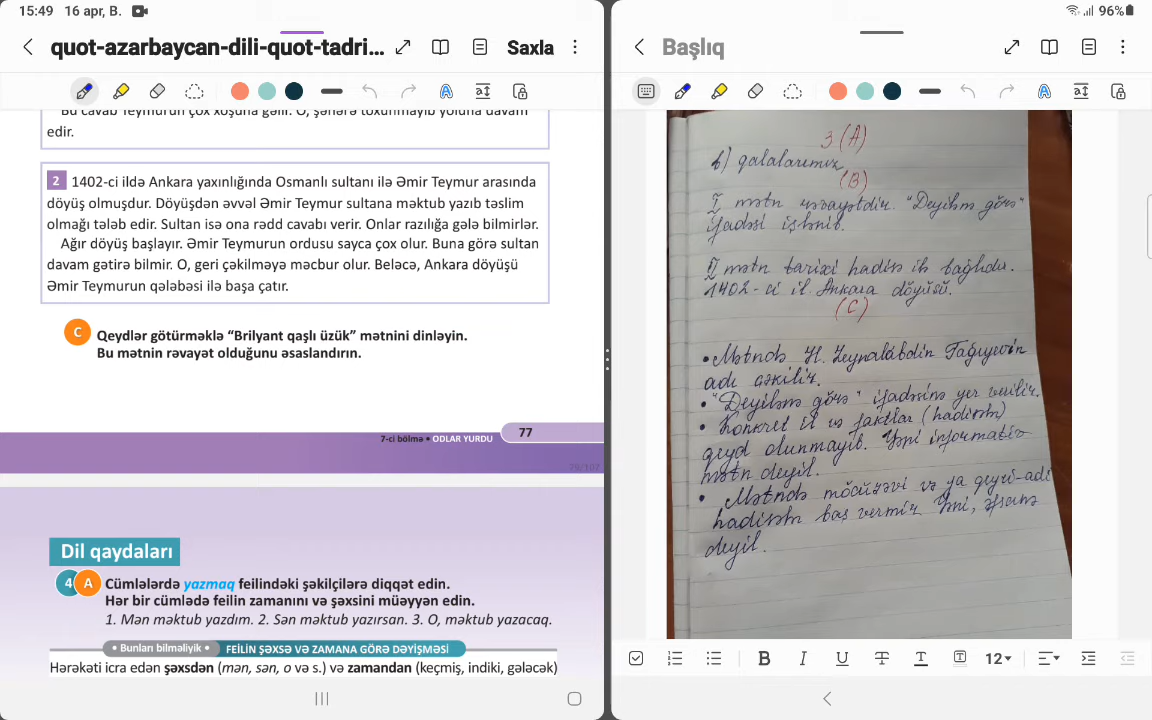 15:49 16 apr, B.
96%
quot-azarbaycan-dili-quot-tadri...
Saxla
edir.
2 1402-ci ildə Ankara yaxınlığında Osmanlı sultanı ilə Əmir Teymur arasında
döyüş olmuşdur. Döyüşdən əvvəl Əmir Teymur sultana məktub yazıb təslim
olmağı tələb edir. Sultan isə ona rədd cavabı verir. Onlar razılığa gələ bilmirlər.
Ağır döyüş başlayır. Əmir Teymurun ordusu sayca çox olur. Buna görə sultan
davam gətirə bilmir. O, geri çəkilməyə məcbur olur. Beləcə, Ankara döyüşü
Əmir Teymurun qələbəsi ilə başa çatır.
C Qeydlər götürməklə “Brilyant qaşlı üzük” mətnini dinləyin.
Bu mətnin rəvayət olduğunu əsaslandırın.
7-ci bölmə • ODLAR YURDU 77
Dil qaydaları
4 A Cümlələrdə yazmaq feilindəki şəkilçilərə diqqət edin.
Hər bir cümlədə feilin zamanını və şəxsini müəyyən edin.
1. Mən məktub yazdım. 2. Sən məktub yazırsan. 3. O, məktub yazacaq.
• Bunları bilməliyik • FEİLİN ŞƏXSƏ VƏ ZAMANA GÖRƏ DƏYİŞMƏSİ
Hərəkəti icra edən şəxsdən (mən, sən, o və s.) və zamandan (keçmiş, indiki, gələcək)
Başlıq
3 (A)
b) qalalarımız
(B)
I mətn rəvayətdir. "Deyilənə görə"
ifadəsi işlənib.
II mətn tarixi hadisə ilə bağlıdır.
1402-ci il Ankara döyüşü.
(C)
• Mətndə H. Zeynalabdin Tağıyevin
adı çəkilir.
• "Deyilənə görə" ifadəsinə yer verilir.
• Konkret il və faktlar (hadisələr)
qeyd olunmayıb. Yəni informativ
mətn deyil.
• Mətndə möcüzəvi və ya qeyri-adi
hadisələr baş vermir. Yəni, əfsanə
deyil.
B I U T T T 12